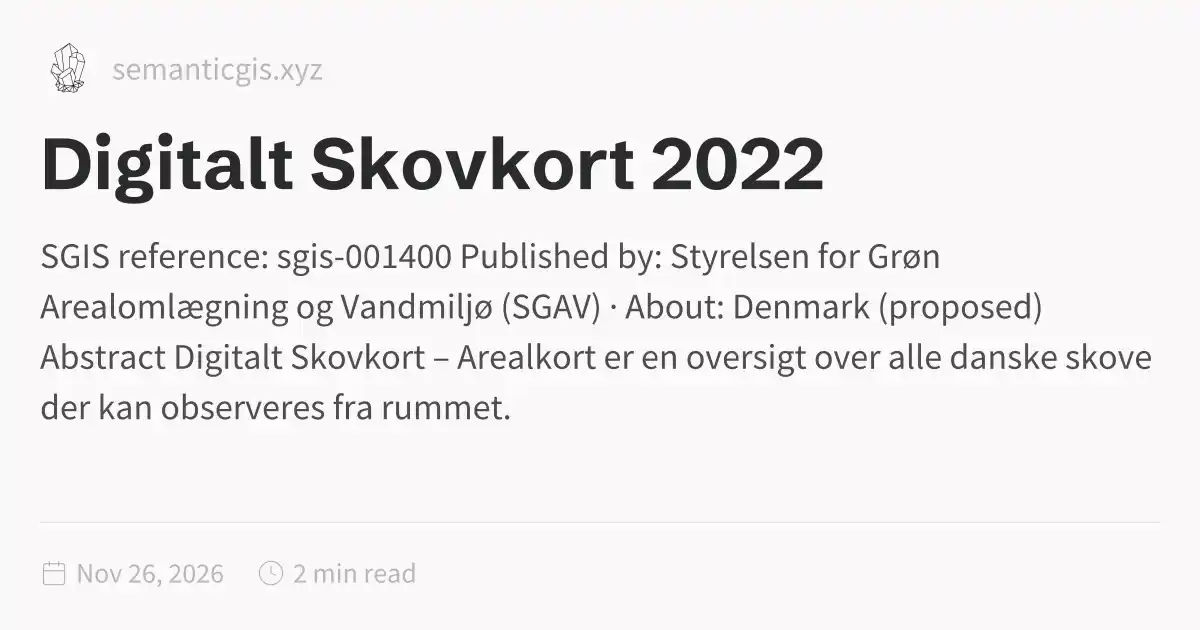 semanticgis.xyz
Digitalt Skovkort 2022
SGIS reference: sgis-001400 Published by: Styrelsen for Grøn
Arealomlægning og Vandmiljø (SGAV) · About: Denmark (proposed)
Abstract Digitalt Skovkort – Arealkort er en oversigt over alle danske skove
der kan observeres fra rummet.
Nov 26, 2026 2 min read